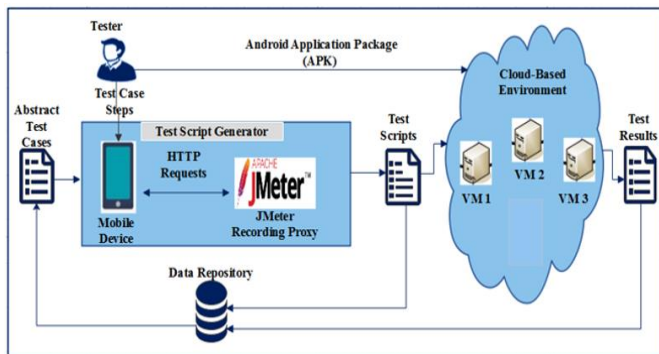 Tester
Android Application Package
(APK)
Cloud-Based
Environment
Abstract
Test
Cases
Test Case
Steps
Test Script Generator
Test
Scripts
Test
Results
HTTP
Requests
APACHE
JMeter™
VM 1
VM 2
VM 3
Mobile
Device
JMeter
Recording Proxy
Data Repository